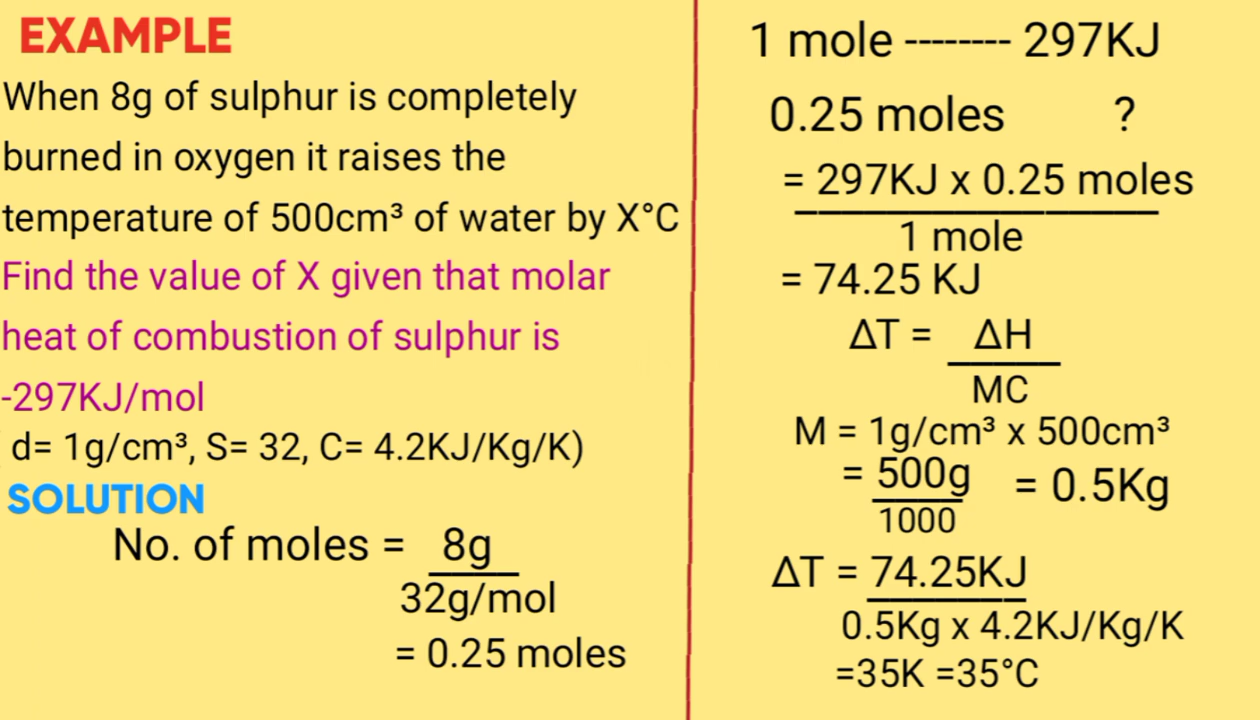 EXAMPLE
When 8g of sulphur is completely
burned in oxygen it raises the
temperature of 500cm³ of water by X°C
Find the value of X given that molar
heat of combustion of sulphur is
-297KJ/mol
d= 1g/cm³, S= 32, C= 4.2KJ/Kg/K)
SOLUTION
No. of moles = 8g
32g/mol
= 0.25 moles
1 mole -------- 297KJ
0.25 moles ?
= 297KJ x 0.25 moles
1 mole
= 74.25 KJ
ΔT = ΔH
MC
M = 1g/cm³ x 500cm³
= 500g = 0.5Kg
1000
ΔT = 74.25KJ
0.5Kg x 4.2KJ/Kg/K
=35K =35°C